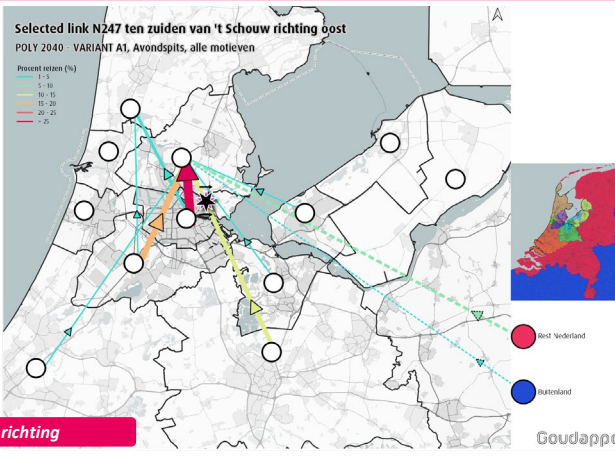 Selected link N247 ten zuiden van 't Schouw richting oost
POLY 2040 - VARIANT A1, Avondspits, alle motieven
Procent reizen (%)
1 - 5
5 - 10
10 - 15
15 - 20
20 - 25
> 25
Rest Nederland
Buitenland
richting
Goudappe